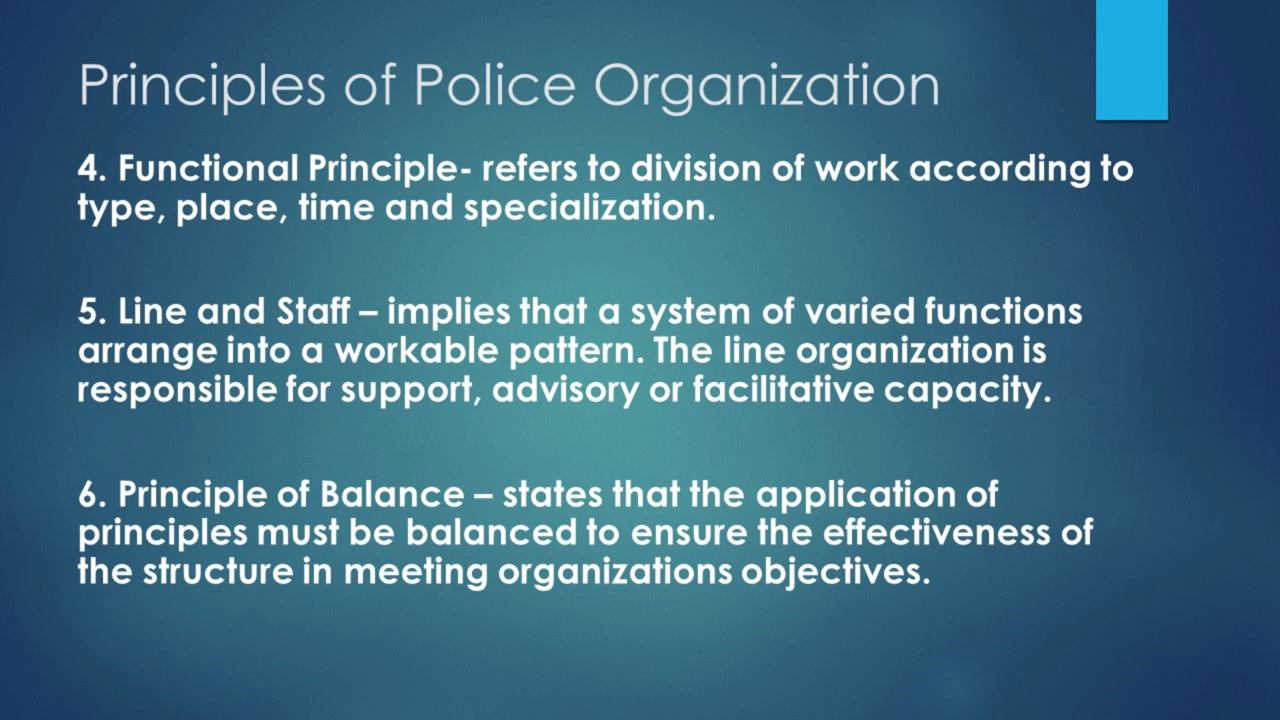 Principles of Police Organization
4. Functional Principle- refers to division of work according to
type, place, time and specialization.
5. Line and Staff – implies that a system of varied functions
arrange into a workable pattern. The line organization is
responsible for support, advisory or facilitative capacity.
6. Principle of Balance – states that the application of
principles must be balanced to ensure the effectiveness of
the structure in meeting organizations objectives.